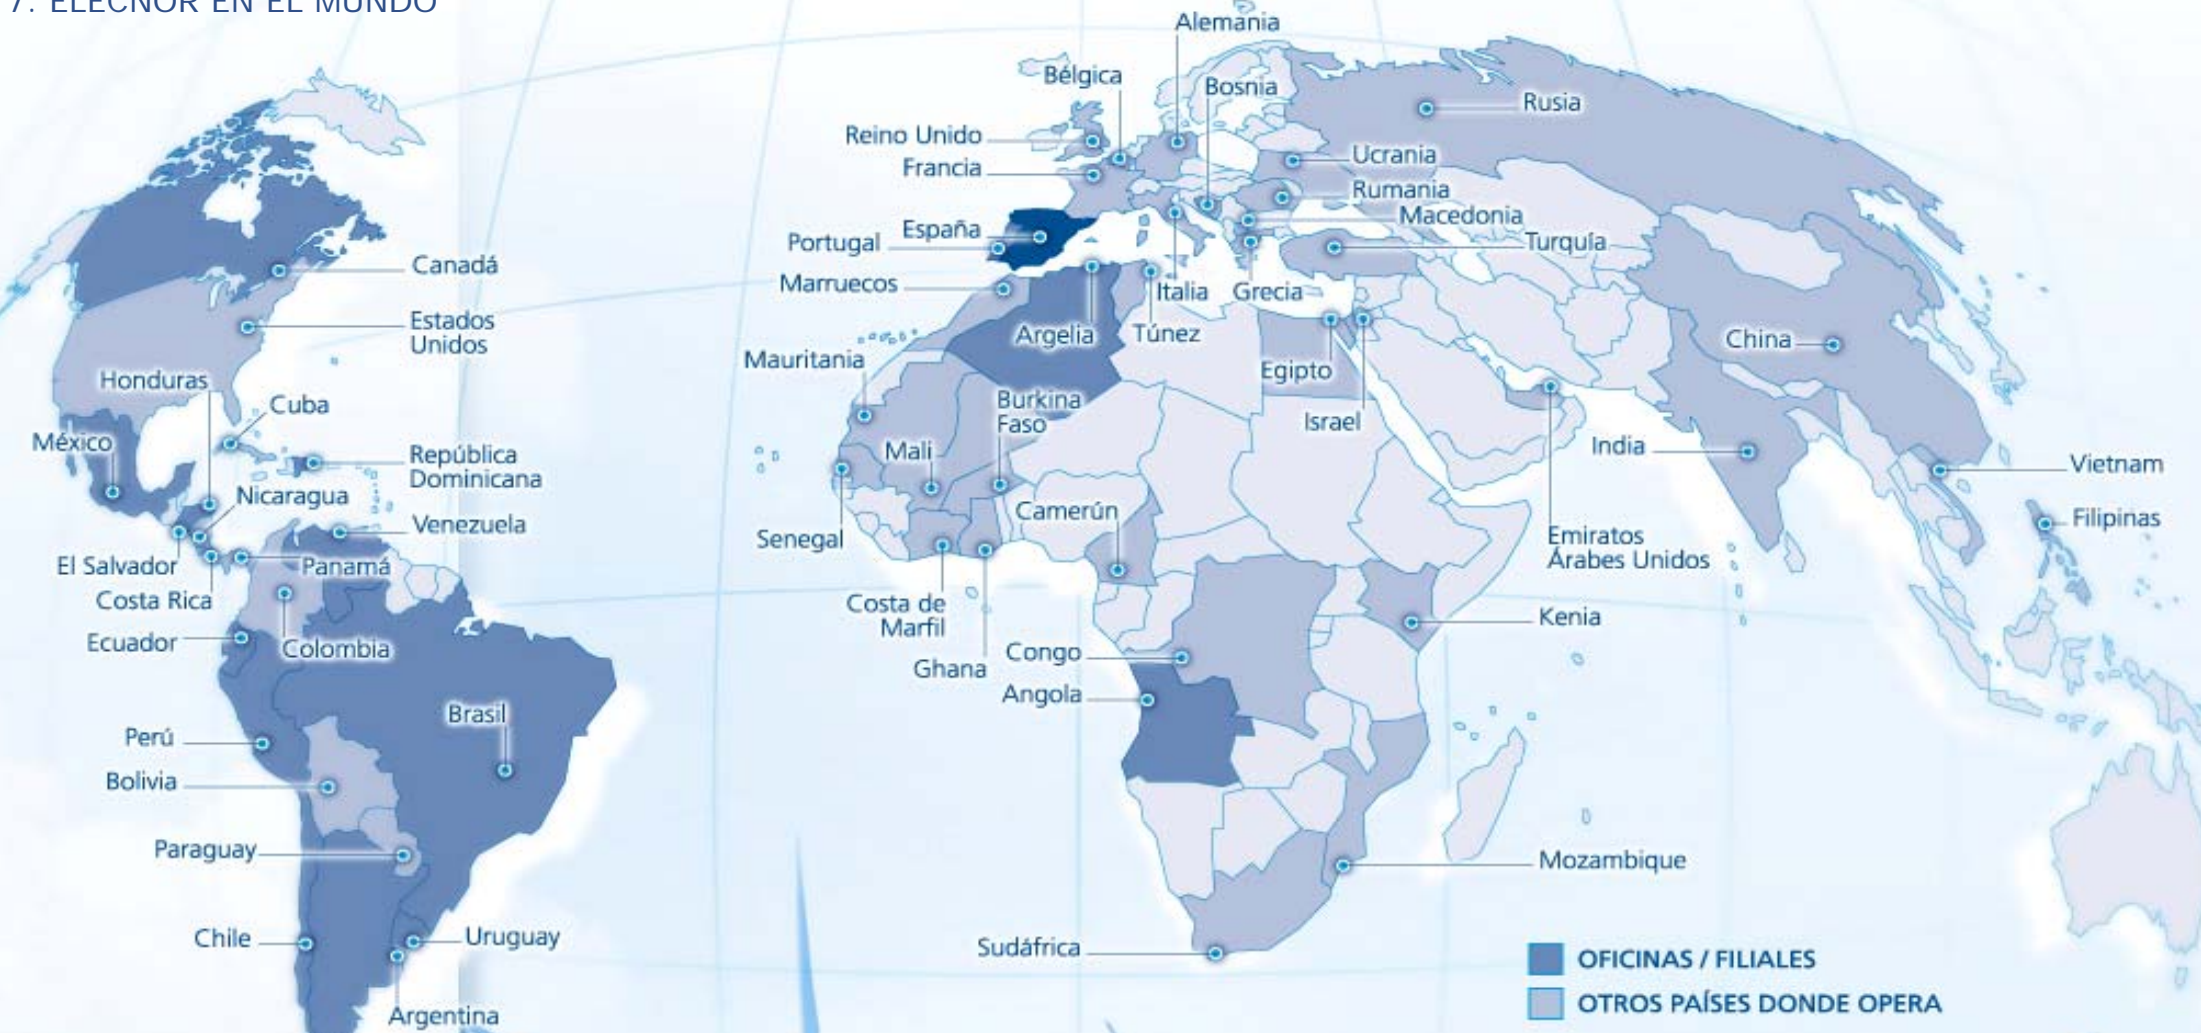 7. ELECNOR EN EL MUNDO
Alemania
Bélgica
Bosnia
Rusia
Reino Unido
Ucrania
Francia
Rumania
Macedonia
España
Portugal
Turquía
Canadá
Marruecos
Italia
Grecia
Estados
Unidos
Argelia
Túnez
China
Mauritania
Egipto
Honduras
Cuba
Burkina
Faso
Israel
México
Mali
India
República
Dominicana
Vietnam
Nicaragua
Camerún
Filipinas
Venezuela
Senegal
Emiratos
Árabes Unidos
El Salvador
Panamá
Costa Rica
Costa de
Marfil
Kenia
Ecuador
Colombia
Congo
Ghana
Angola
Brasil
Perú
Bolivia
Paraguay
Mozambique
Chile
Uruguay
Sudáfrica
OFICINAS / FILIALES
OTROS PAÍSES DONDE OPERA
Argentina